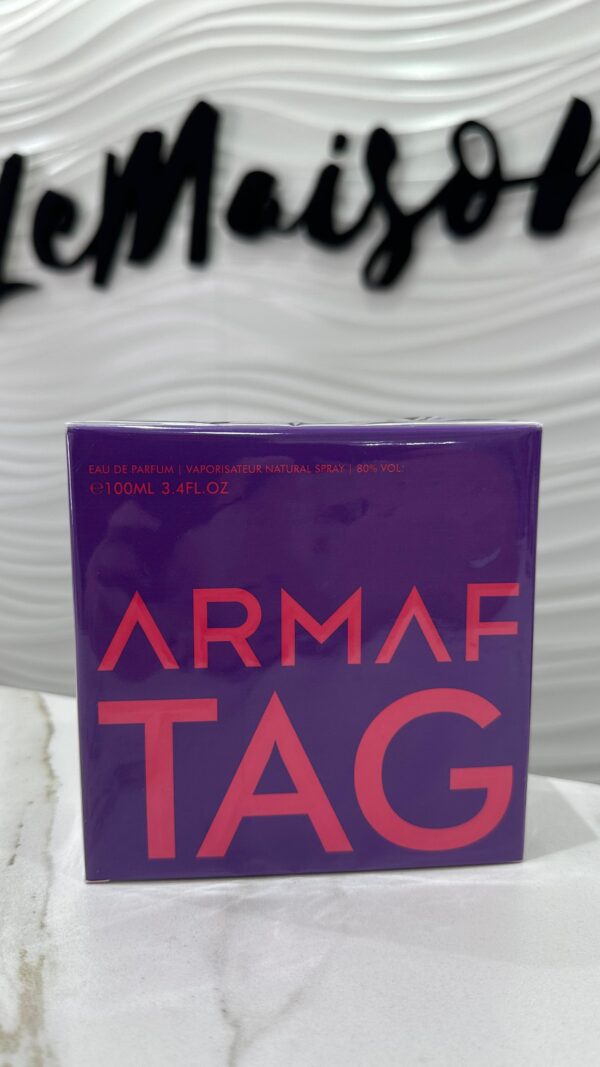 LeMaison
EAU DE PARFUM | VAPORISATEUR NATURAL SPRAY | 80% VOL:
℮100ML 3.4FL.OZ
ARMAF
TAG